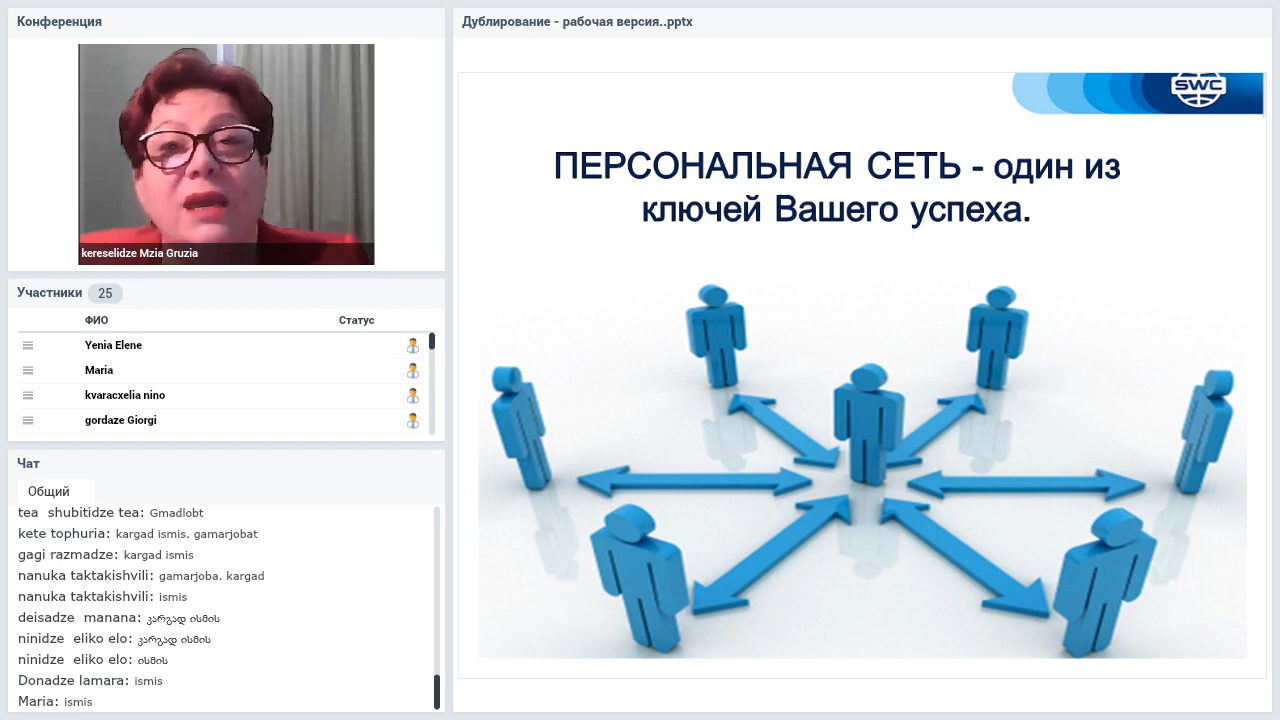 Конференция
kereselidze Mzia Gruzia
Участники 25
ФИО Статус
Yenia Elene
Maria
kvaracxelia nino
gordaze Giorgi
Чат
Общий
tea shubitidze tea: Gmadlobt
kete tophuria: kargad ismis. gamarjobat
gagi razmadze: kargad ismis
nanuka taktakishvili: gamarjoba. kargad
nanuka taktakishvili: ismis
deisadze manana: კარგად ისმის
ninidze eliko elo: კარგად ისმის
ninidze eliko elo: ისმის
Donadze lamara: ismis
Maria: ismis
Дублирование - рабочая версия..pptx
SWC
ПЕРСОНАЛЬНАЯ СЕТЬ - один из
ключей Вашего успеха.